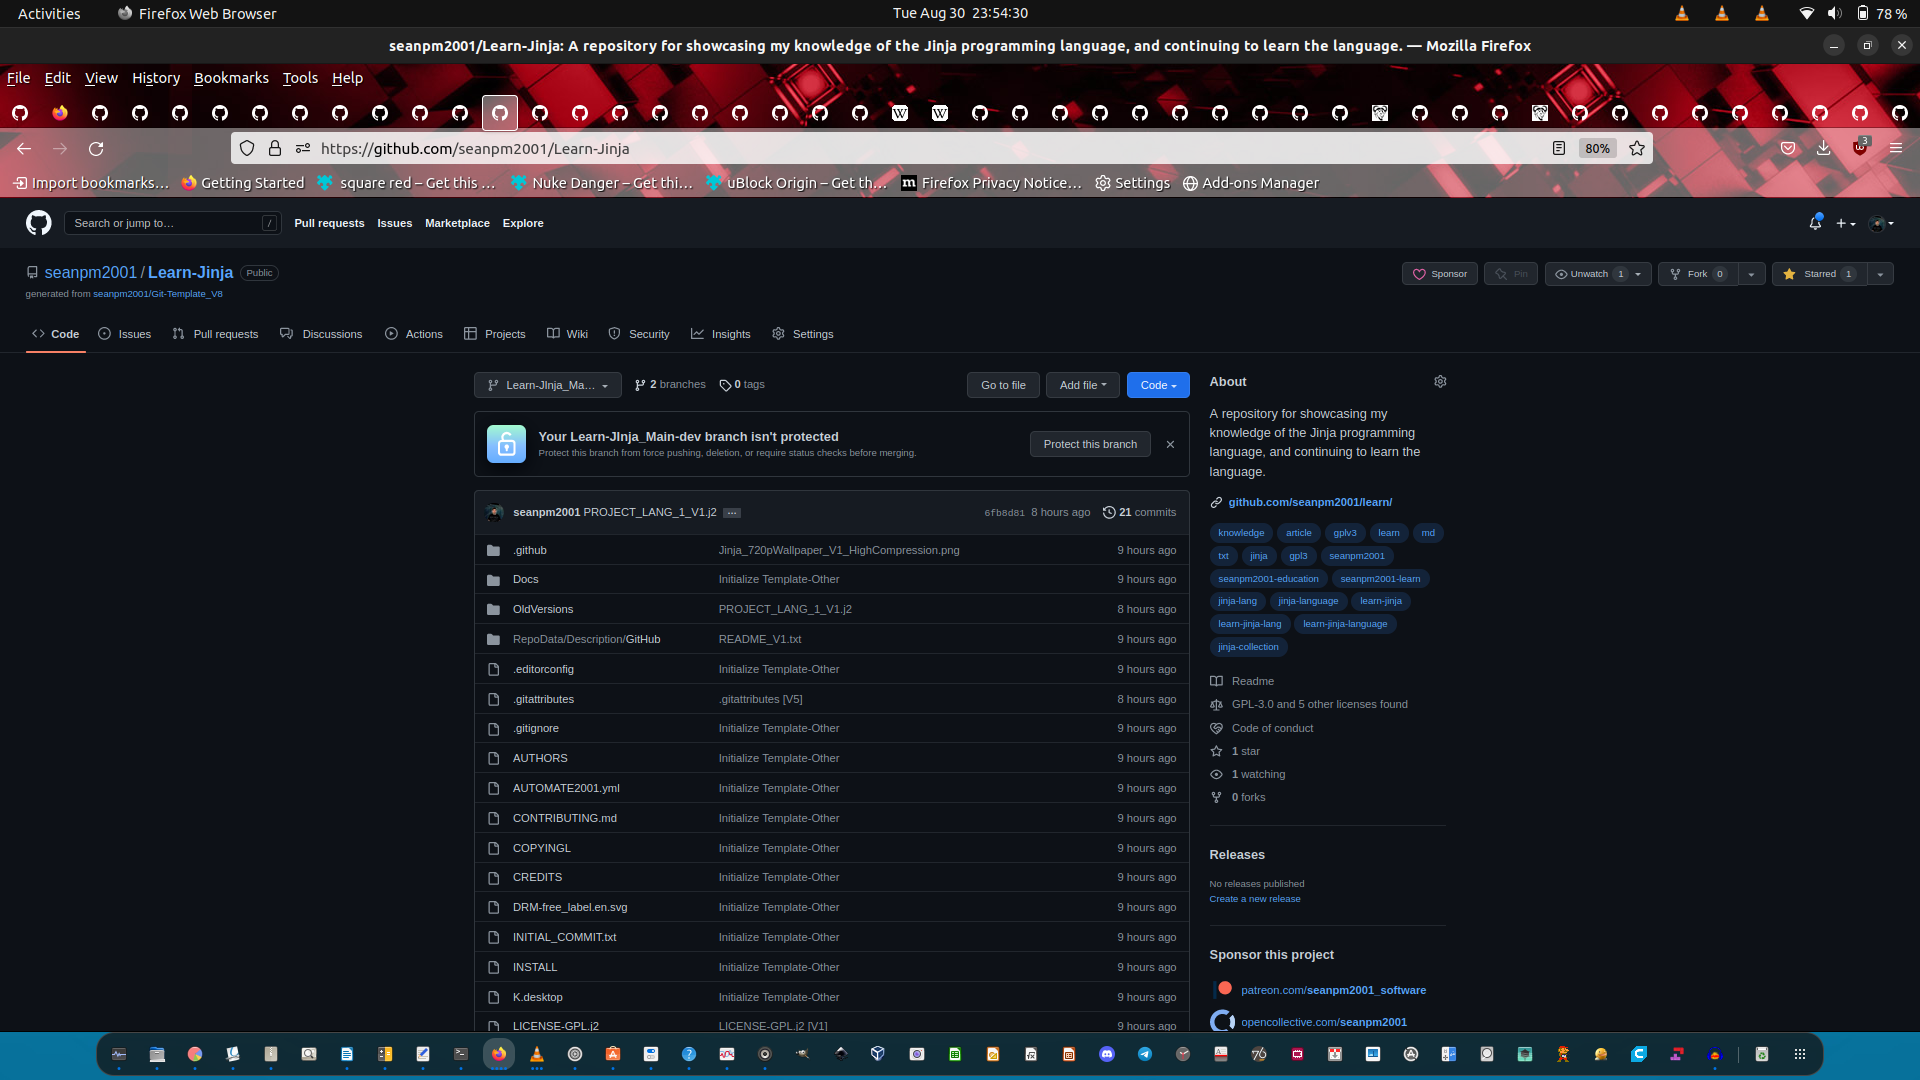 Activities
Firefox Web Browser
Tue Aug 30  23:54:30
78 %
seanpm2001/Learn-Jinja: A repository for showcasing my knowledge of the Jinja programming language, and continuing to learn the language. — Mozilla Firefox
File Edit View History Bookmarks Tools Help
https://github.com/seanpm2001/Learn-Jinja
80%
3
Import bookmarks…
Getting Started
square red – Get this …
Nuke Danger – Get thi…
uBlock Origin – Get th…
Firefox Privacy Notice…
Settings
Add-ons Manager
Search or jump to…
/
Pull requests
Issues
Marketplace
Explore
seanpm2001 / Learn-Jinja
Public
generated from seanpm2001/Git-Template_V8
Sponsor
Pin
Unwatch 1
Fork 0
Starred 1
Code
Issues
Pull requests
Discussions
Actions
Projects
Wiki
Security
Insights
Settings
Learn-JInja_Ma…
2 branches
0 tags
Go to file
Add file
Code
Your Learn-JInja_Main-dev branch isn't protected
Protect this branch from force pushing, deletion, or require status checks before merging.
Protect this branch
seanpm2001 PROJECT_LANG_1_V1.j2 …
6fb8d81 8 hours ago
21 commits
.github Jinja_720pWallpaper_V1_HighCompression.png 9 hours ago
Docs Initialize Template-Other 9 hours ago
OldVersions PROJECT_LANG_1_V1.j2 8 hours ago
RepoData/Description/GitHub README_V1.txt 9 hours ago
.editorconfig Initialize Template-Other 9 hours ago
.gitattributes .gitattributes [V5] 8 hours ago
.gitignore Initialize Template-Other 9 hours ago
AUTHORS Initialize Template-Other 9 hours ago
AUTOMATE2001.yml Initialize Template-Other 9 hours ago
CONTRIBUTING.md Initialize Template-Other 9 hours ago
COPYINGL Initialize Template-Other 9 hours ago
CREDITS Initialize Template-Other 9 hours ago
DRM-free_label.en.svg Initialize Template-Other 9 hours ago
INITIAL_COMMIT.txt Initialize Template-Other 9 hours ago
INSTALL Initialize Template-Other 9 hours ago
K.desktop Initialize Template-Other 9 hours ago
LICENSE-GPL.j2 LICENSE-GPL.j2 [V1] 9 hours ago
About
A repository for showcasing my
knowledge of the Jinja programming
language, and continuing to learn the
language.
github.com/seanpm2001/learn/
knowledge article gplv3 learn md
txt jinja gpl3 seanpm2001
seanpm2001-education seanpm2001-learn
jinja-lang jinja-language learn-jinja
learn-jinja-lang learn-jinja-language
jinja-collection
Readme
GPL-3.0 and 5 other licenses found
Code of conduct
1 star
1 watching
0 forks
Releases
No releases published
Create a new release
Sponsor this project
patreon.com/seanpm2001_software
opencollective.com/seanpm2001